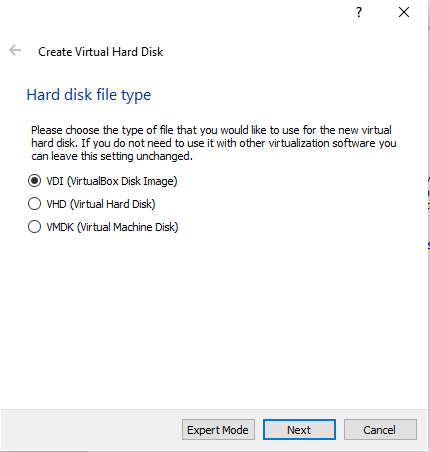 ?
Create Virtual Hard Disk
Hard disk file type
Please choose the type of file that you would like to use for the new virtual
hard disk. If you do not need to use it with other virtualization software you
can leave this setting unchanged.
VDI (VirtualBox Disk Image)
VHD (Virtual Hard Disk)
VMDK (Virtual Machine Disk)
Expert Mode
Next
Cancel